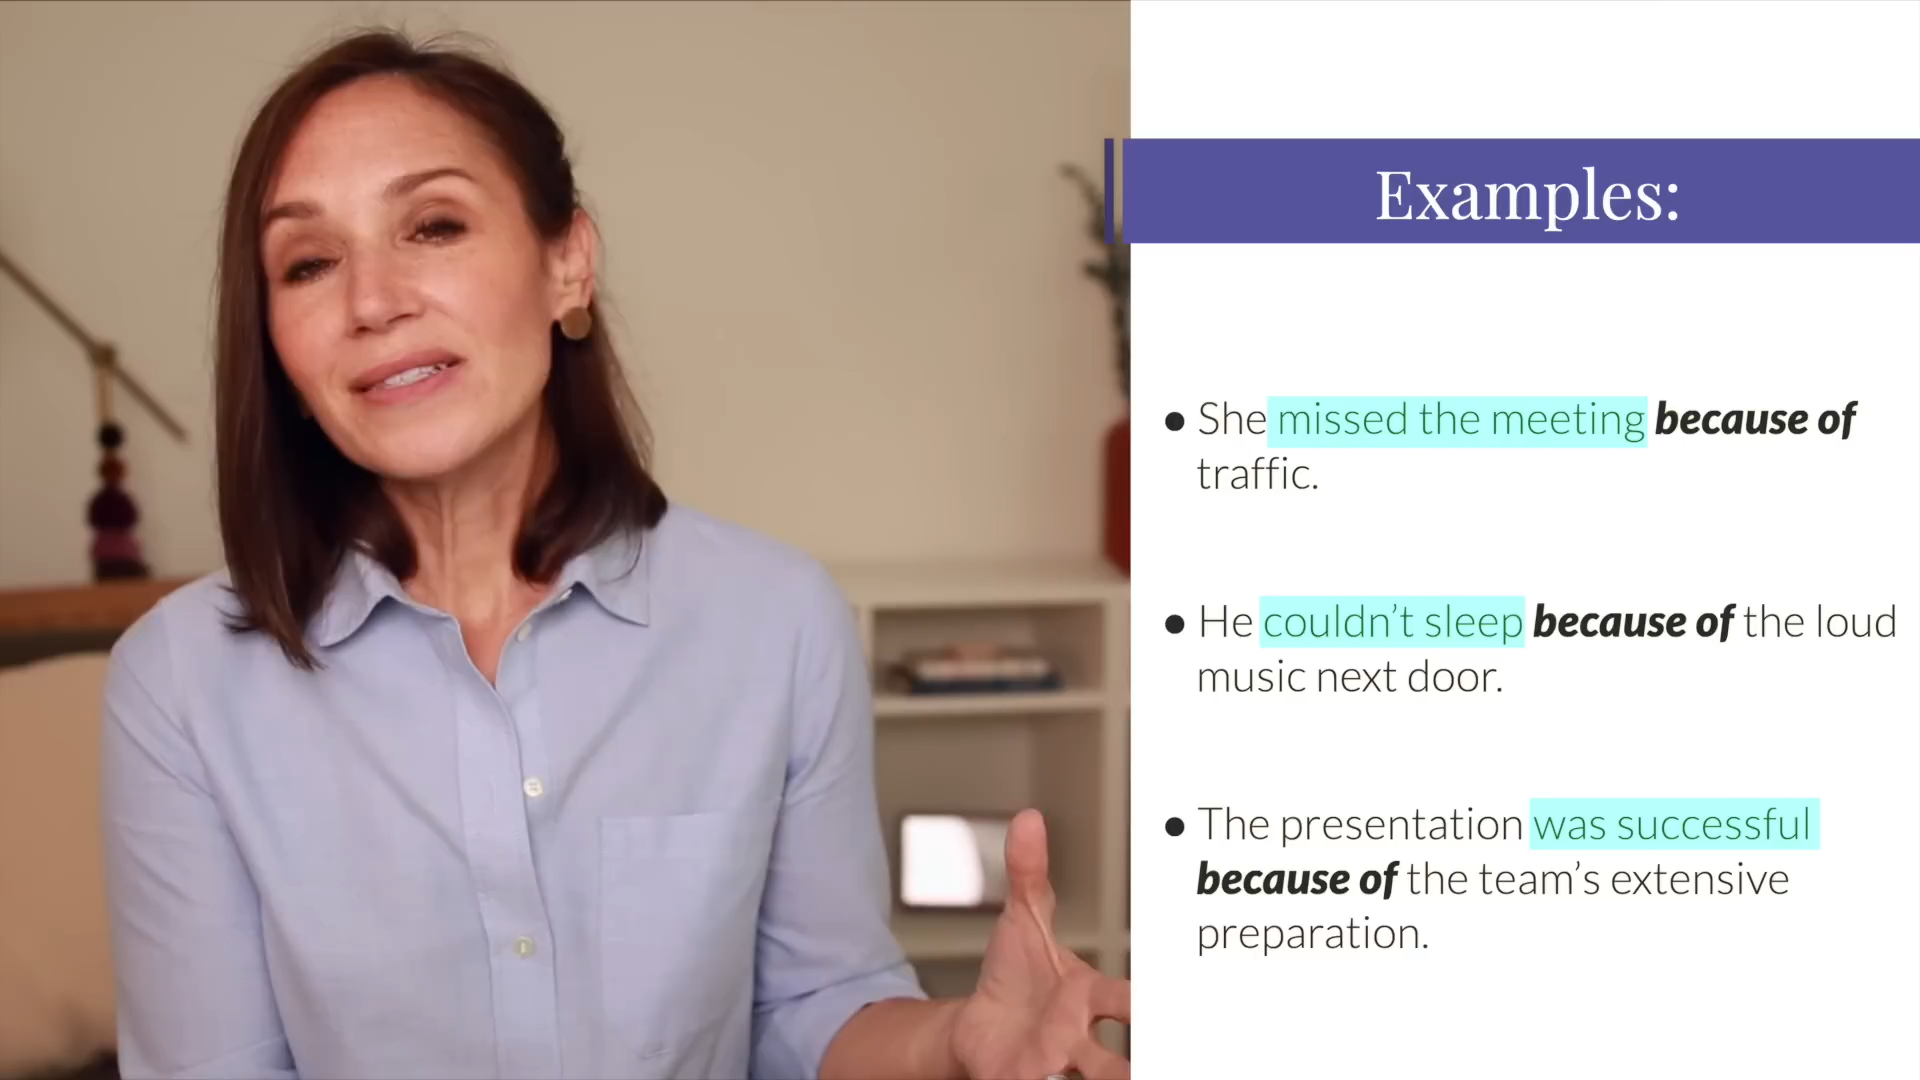 Examples:
● She missed the meeting because of
traffic.
● He couldn’t sleep because of the loud
music next door.
● The presentation was successful
because of the team’s extensive
preparation.